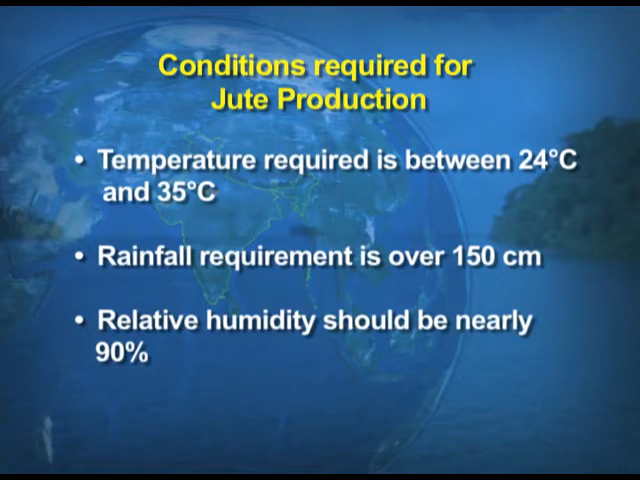 Conditions required for
Jute Production
• Temperature required is between 24°C
and 35°C
• Rainfall requirement is over 150 cm
• Relative humidity should be nearly
90%